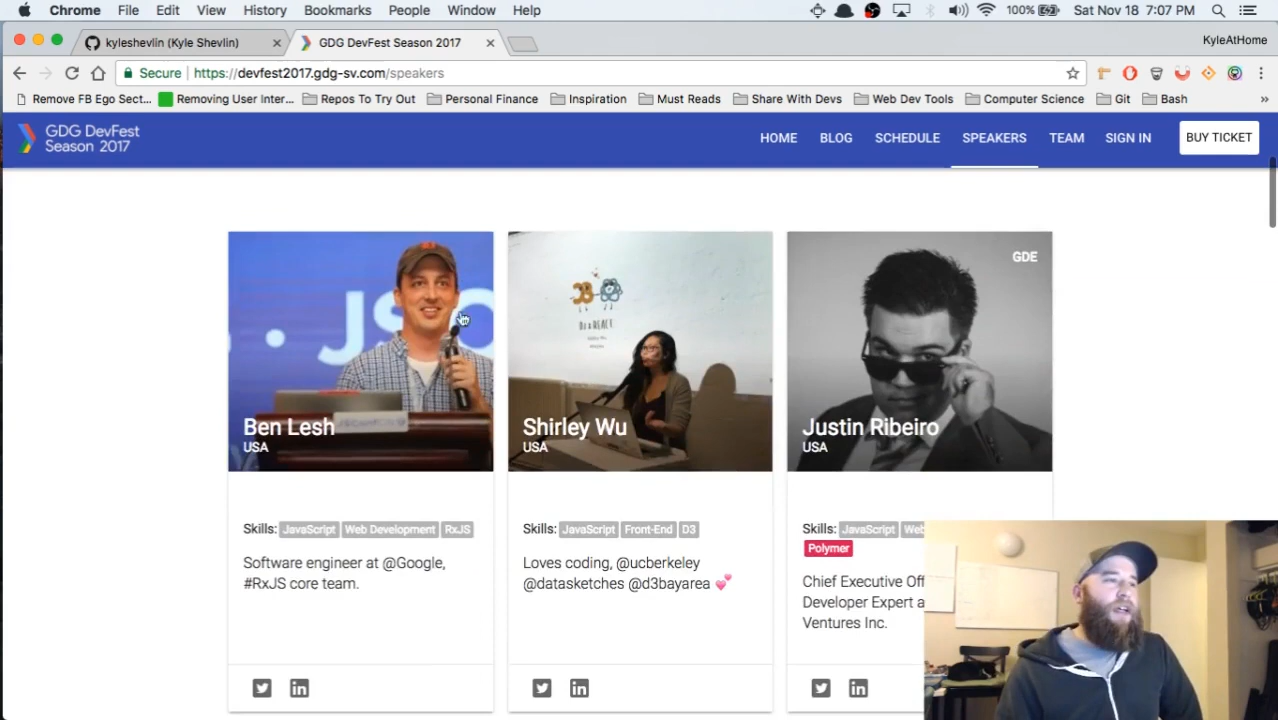 Chrome File Edit View History Bookmarks People Window Help 100% Sat Nov 18 7:07 PM
kyleshevlin (Kyle Shevlin) GDG DevFest Season 2017 KyleAtHome
Secure https://devfest2017.gdg-sv.com/speakers
Remove FB Ego Sect... Removing User Inter... Repos To Try Out Personal Finance Inspiration Must Reads Share With Devs Web Dev Tools Computer Science Git Bash »
GDG DevFest
Season 2017
HOME BLOG SCHEDULE SPEAKERS TEAM SIGN IN BUY TICKET
GDE
Ben Lesh
USA
Shirley Wu
USA
Justin Ribeiro
USA
Skills: JavaScript Web Development RxJS
Software engineer at @Google,
#RxJS core team.
Skills: JavaScript Front-End D3
Loves coding, @ucberkeley
@datasketches @d3bayarea 💕
Skills: JavaScript Web
Polymer
Chief Executive Off
Developer Expert a
Ventures Inc.